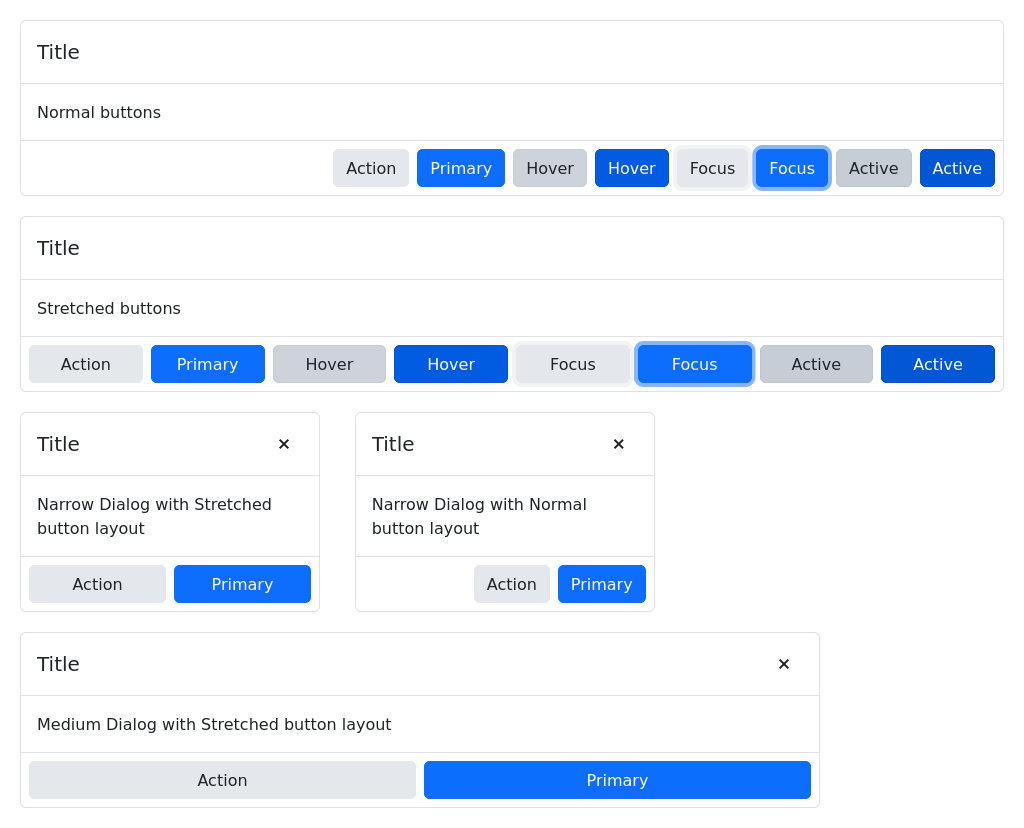 Title
Normal buttons
Action Primary Hover Hover Focus Focus Active Active
Title
Stretched buttons
Action Primary Hover Hover Focus Focus Active Active
Title ×
Narrow Dialog with Stretched
button layout
Action Primary
Title ×
Narrow Dialog with Normal
button layout
Action Primary
Title ×
Medium Dialog with Stretched button layout
Action Primary